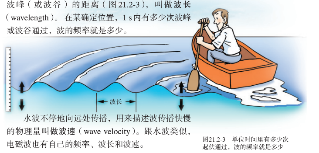 波峰（或波谷）的距离（图21.2-3），叫做波长
（wavelength）。在某确定位置，1 s内有多少次波峰
或波谷通过，波的频率就是多少。
波长
水波不停地向远处传播，用来描述波传播快慢
的物理量叫做波速（wave velocity）。跟水波类似，
电磁波也有自己的频率、波长和波速。
图21.2-3 单位时间里有多少次
起伏通过，波的频率就是多少